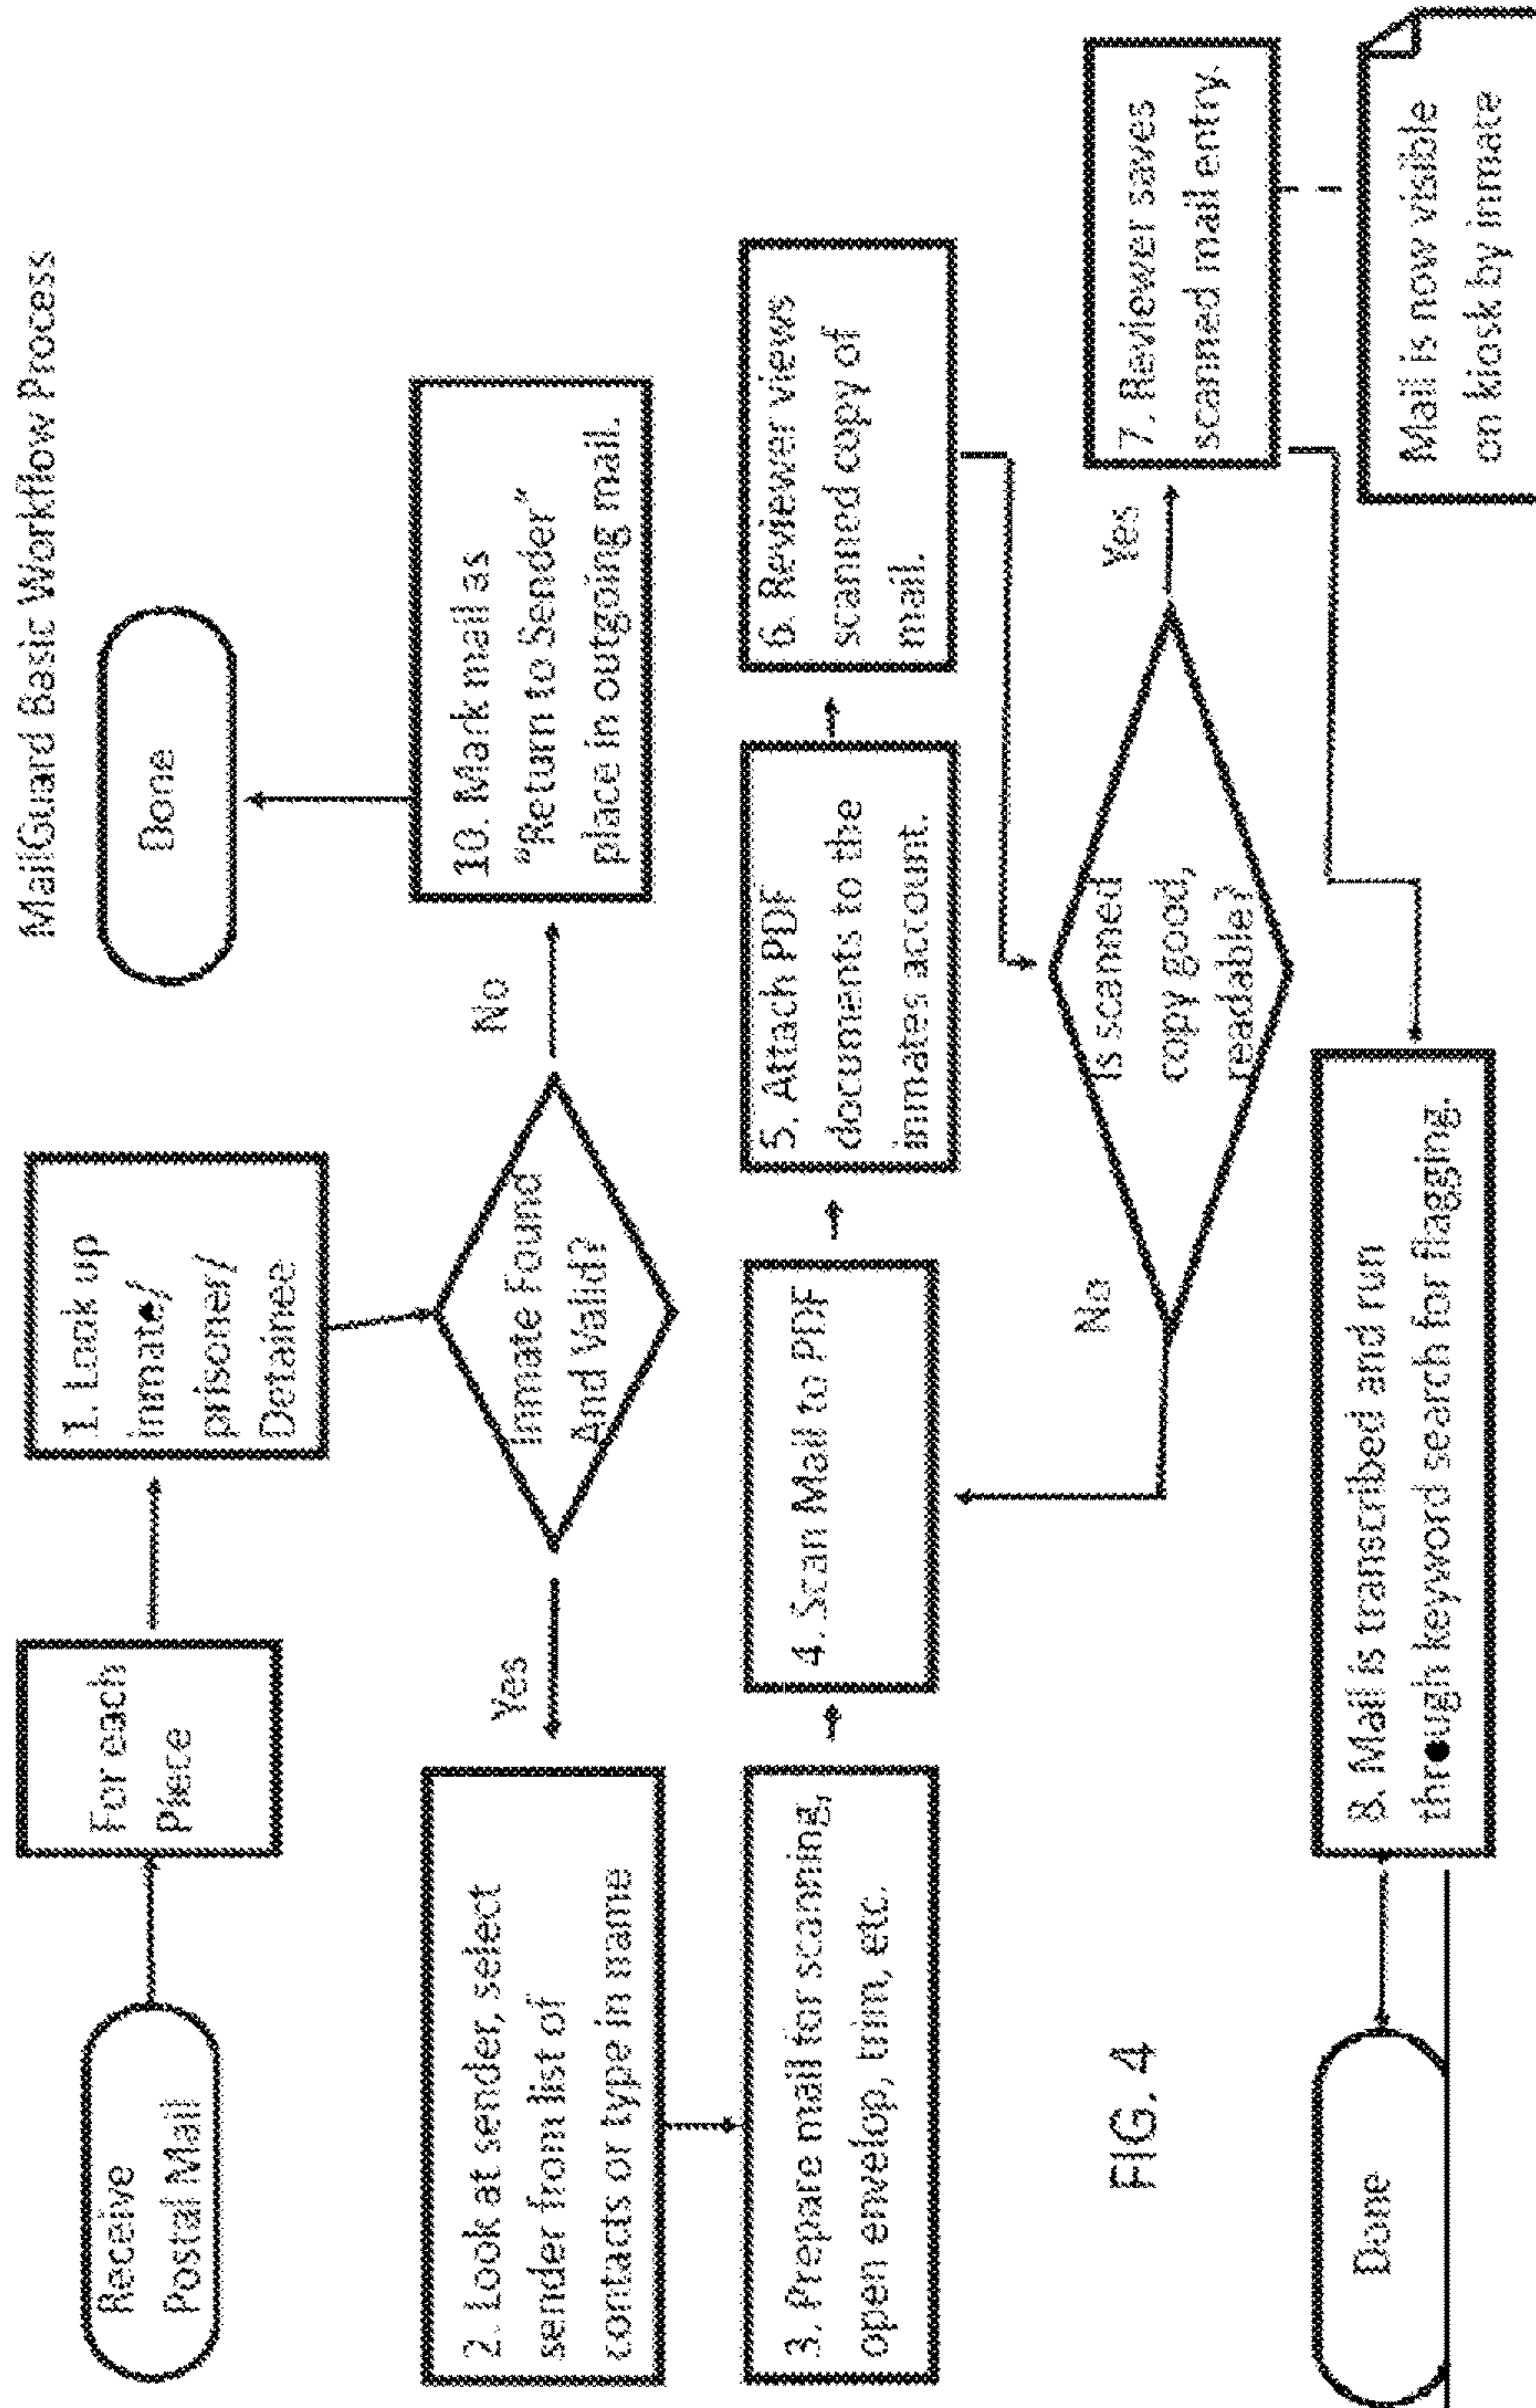 MailGuard Basic Workflow Process
Receive
Postal Mail
For each
Piece
1. Look up
inmate/
prisoner/
Detainee
Done
Inmate Found
And Valid?
Yes
No
10. Mark mail as
"Return to Sender"
place in outgoing mail.
2. Look at sender, select
sender from list of
contacts or type in name
3. Prepare mail for scanning,
open envelop, trim, etc.
4. Scan Mail to PDF
5. Attach PDF
documents to the
inmates account.
6. Reviewer views
scanned copy of
mail.
Is scanned
copy good,
readable?
No
Yes
7. Reviewer saves
scanned mail entry.
Mail is now visible
on kiosk by inmate
8. Mail is transcribed and run
through keyword search for flagging.
Done
FIG. 4